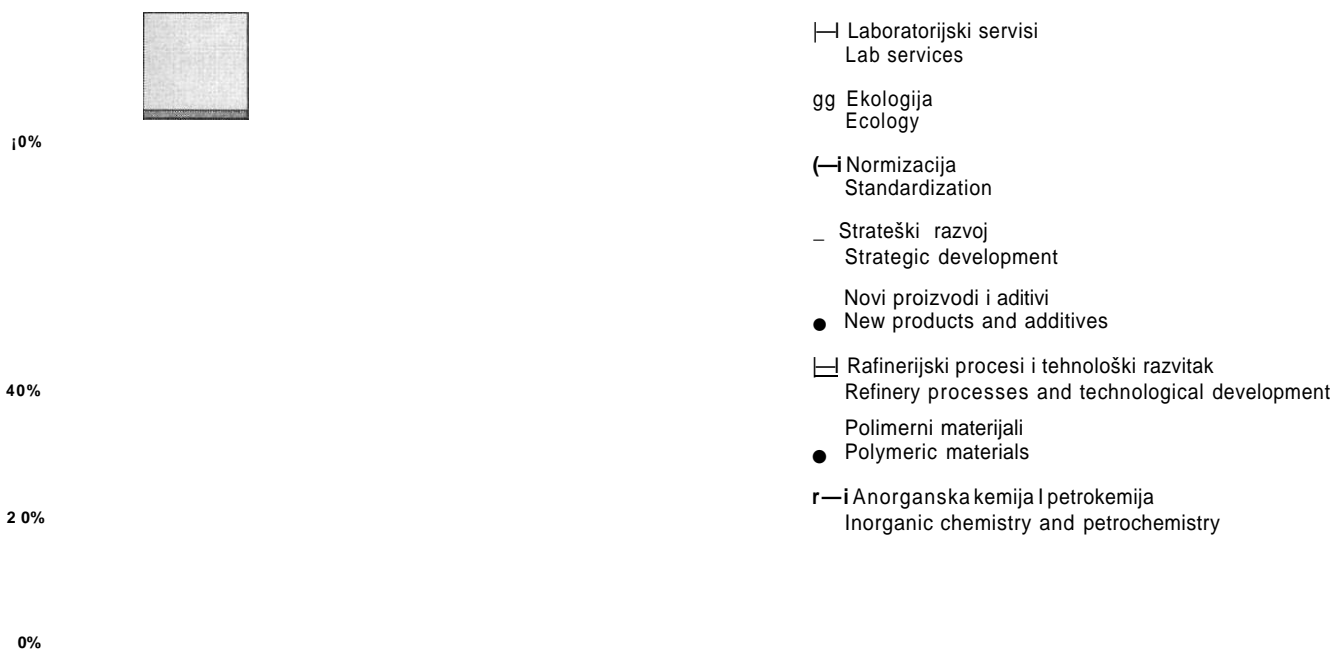 ¡0%
40%
2 0%
0%
|—I Laboratorijski servisi
Lab services
gg Ekologija
Ecology
(—i Normizacija
Standardization
_ Strateški razvoj
Strategic development
Novi proizvodi i aditivi
● New products and additives
|—I Rafinerijski procesi i tehnološki razvitak
Refinery processes and technological development
Polimerni materijali
● Polymeric materials
r—i Anorganska kemija I petrokemija
Inorganic chemistry and petrochemistry